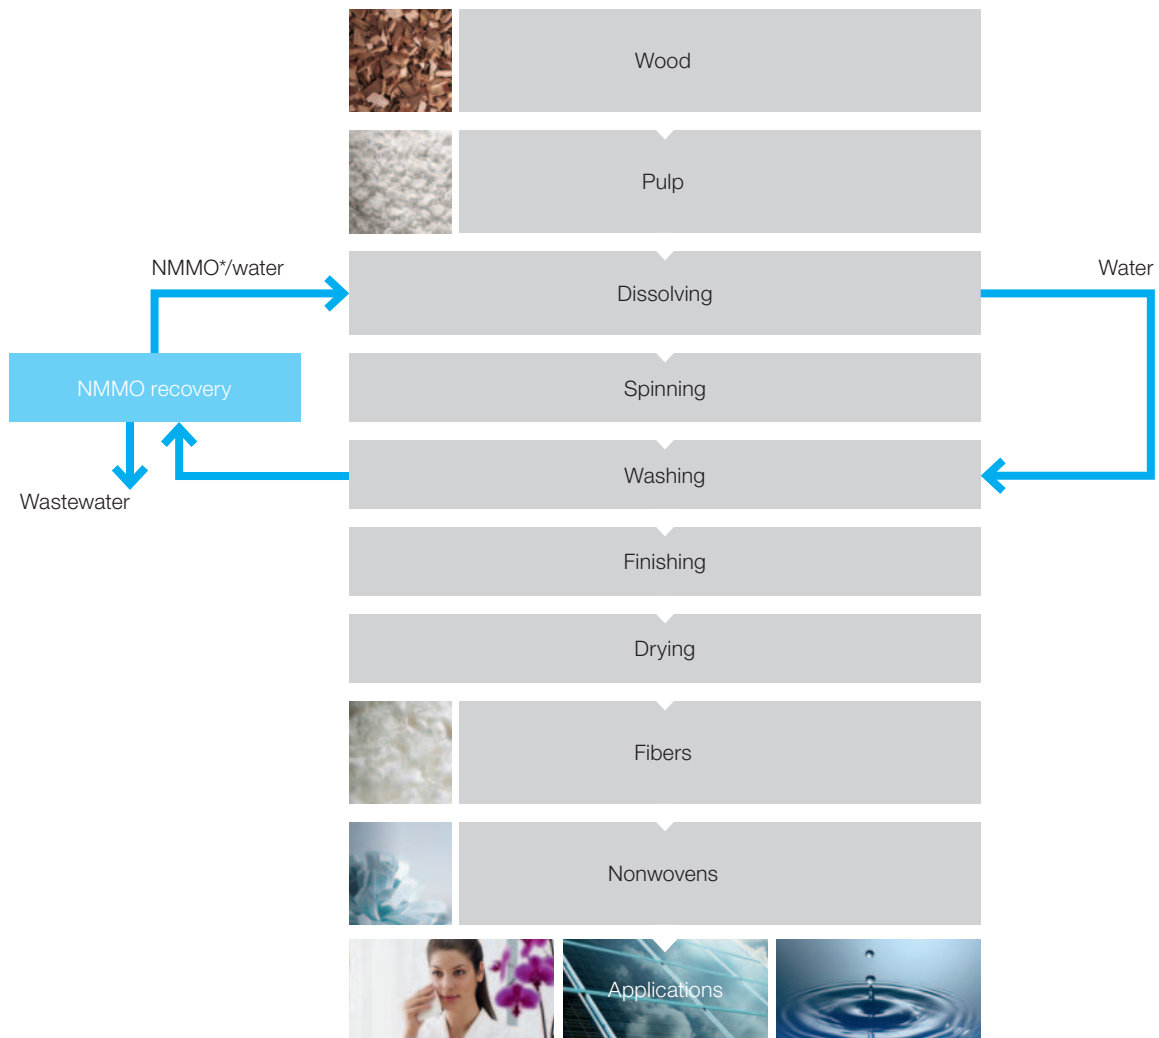 Wood
Pulp
NMMO*/water
Water
Dissolving
NMMO recovery
Spinning
Washing
Wastewater
Finishing
Drying
Fibers
Nonwovens
Applications